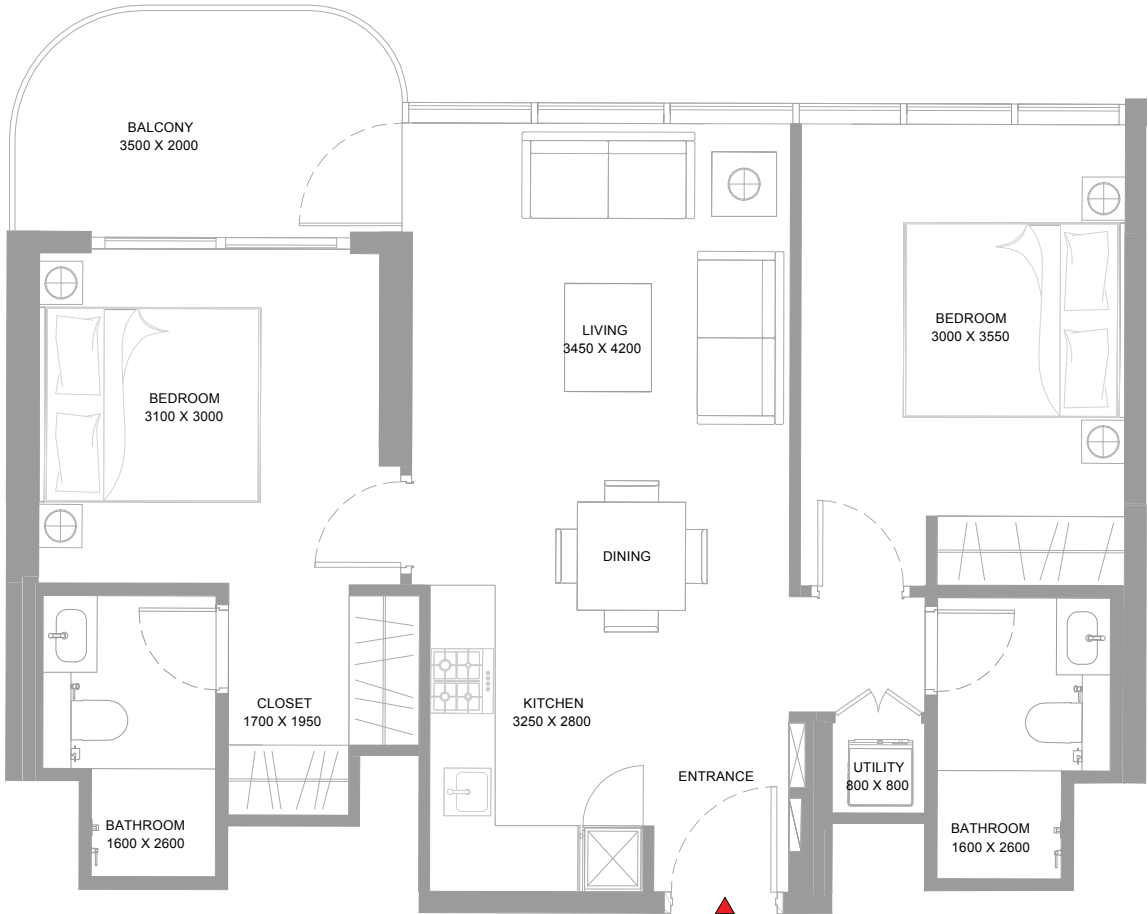 BALCONY
3500 X 2000
LIVING
3450 X 4200
BEDROOM
3000 X 3550
BEDROOM
3100 X 3000
DINING
CLOSET
1700 X 1950
KITCHEN
3250 X 2800
ENTRANCE
UTILITY
800 X 800
BATHROOM
1600 X 2600
BATHROOM
1600 X 2600